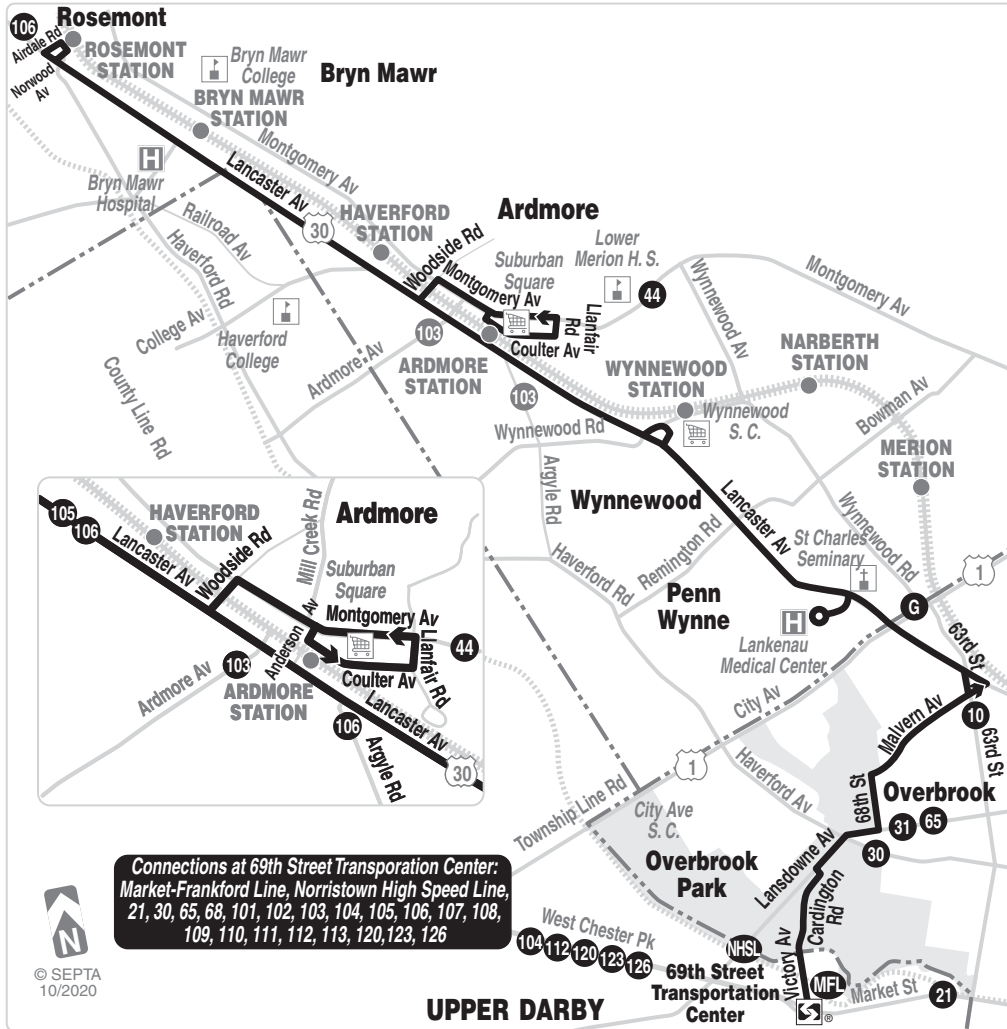 106
Rosemont
Airdale Rd
ROSEMONT
STATION
Norwood
Av
Bryn Mawr
College
Bryn Mawr
BRYN MAWR
STATION
Montgomery Av
H
Bryn Mawr
Hospital
Lancaster Av
30
HAVERFORD
STATION
Ardmore
Railroad Av
Haverford Rd
Woodside Rd
Suburban
Square
Lower
Merion H. S.
44
Montgomery Av
Llanfair
Rd
Wynnewood Av
Montgomery Av
College Av
Haverford
College
103
Ardmore Av
ARDMORE
STATION
Coulter Av
103
WYNNEWOOD
STATION
NARBERTH
STATION
County Line Rd
Wynnewood Rd
Wynnewood
S. C.
Bowman Av
MERION
STATION
Argyle Rd
Wynnewood
Lancaster Av
Wynnewood Rd
105
106
HAVERFORD
STATION
Lancaster Av
Woodside Rd
Mill Creek Rd
Ardmore
Suburban
Square
Anderson Av
Montgomery Av
Llanfair Rd
44
103
Coulter Av
Ardmore Av
ARDMORE
STATION
Lancaster Av
106
Argyle Rd
30
Haverford Rd
Remington Rd
St Charles
Seminary
1
Penn
Wynne
G
H
Lankenau
Medical Center
63rd St
City Av
Malvern Av
10
63rd St
1
Haverford Av
68th St
Overbrook
Township Line Rd
City Ave
S. C.
31
65
30
Overbrook
Park
Lansdowne Av
Cardington
Rd
Connections at 69th Street Transporation Center:
Market-Frankford Line, Norristown High Speed Line,
21, 30, 65, 68, 101, 102, 103, 104, 105, 106, 107, 108,
109, 110, 111, 112, 113, 120,123, 126
West Chester Pk
104 112 120 123 126
NHSL
Victory Av
69th Street
Transportation
Center
MFL
Market St
21
®
UPPER DARBY
N
© SEPTA
10/2020